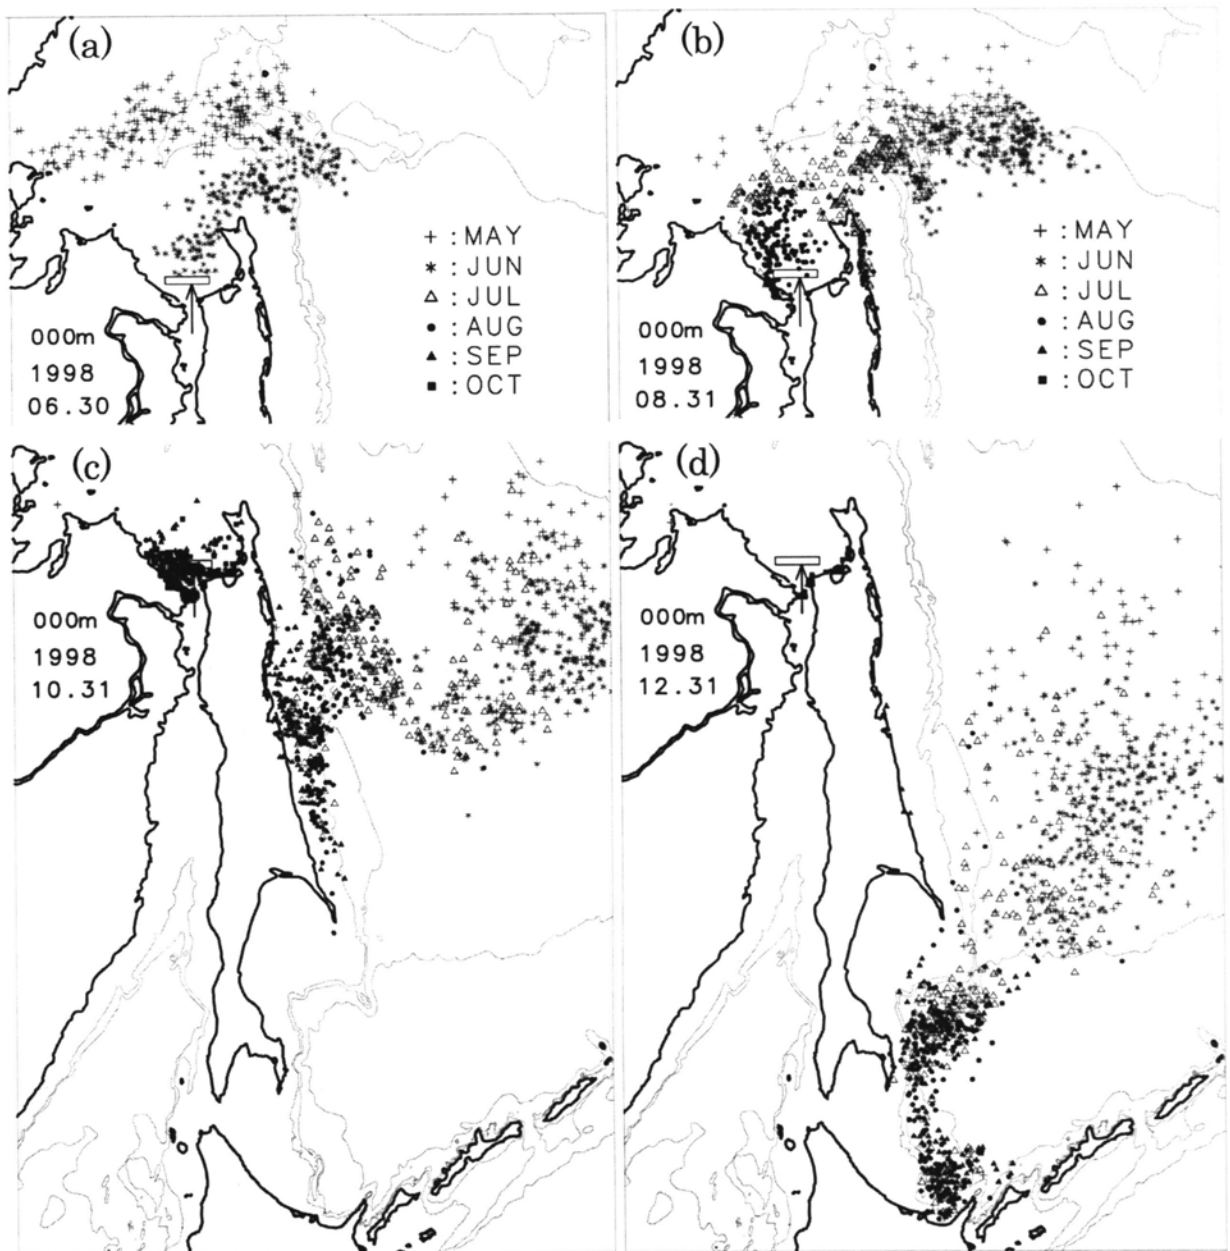 (a)
+ : MAY
* : JUN
△ : JUL
● : AUG
▲ : SEP
■ : OCT
000m
1998
06.30
(b)
+ : MAY
* : JUN
△ : JUL
● : AUG
▲ : SEP
■ : OCT
000m
1998
08.31
(c)
000m
1998
10.31
(d)
000m
1998
12.31